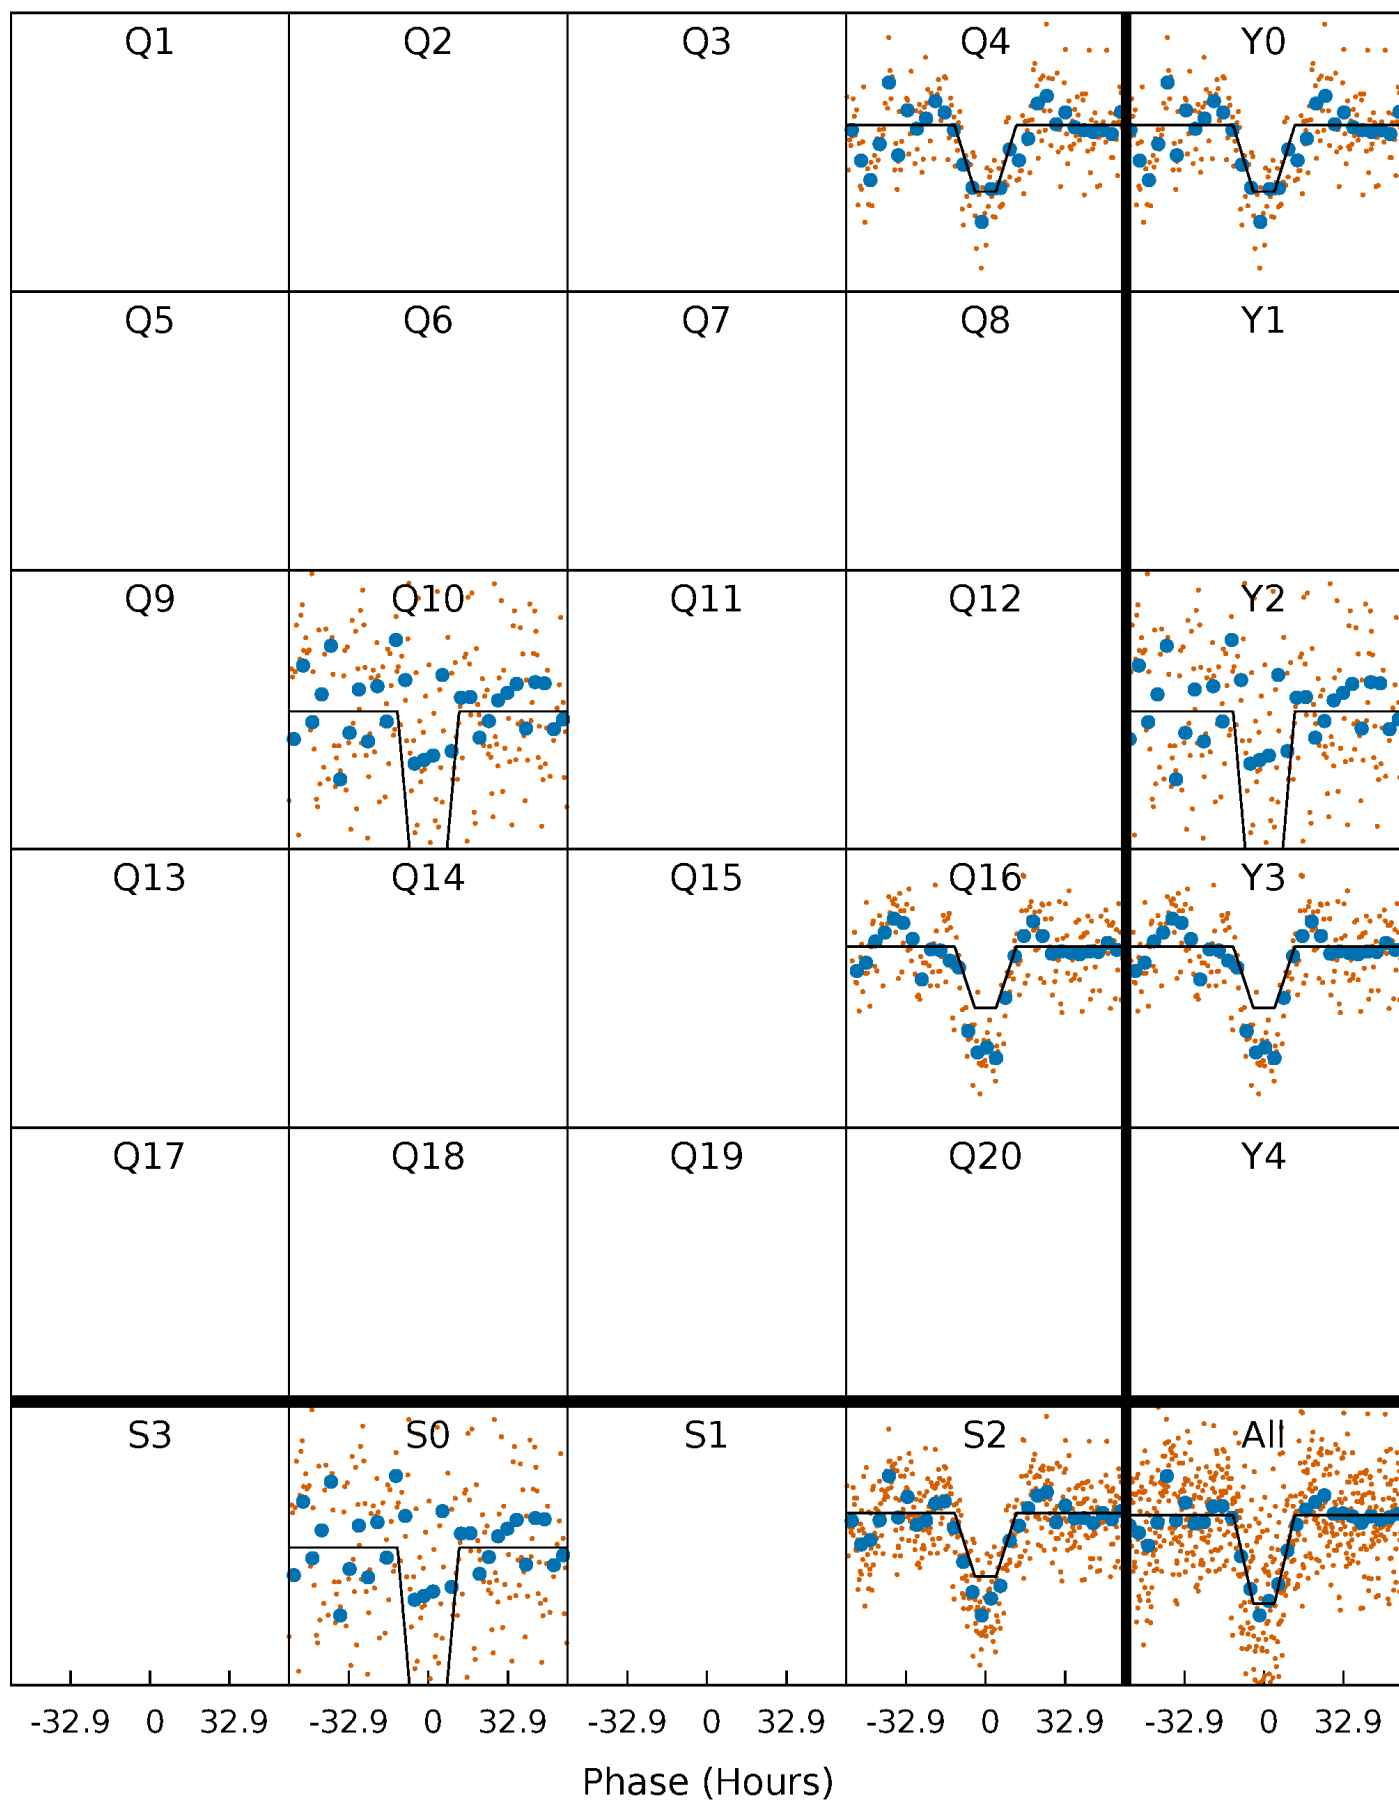 Q1 Q2 Q3 Q4 Y0
Q5 Q6 Q7 Q8 Y1
Q9 Q10 Q11 Q12 Y2
Q13 Q14 Q15 Q16 Y3
Q17 Q18 Q19 Q20 Y4
S3 S0 S1 S2 All
-32.9 0 32.9 -32.9 0 32.9 -32.9 0 32.9 -32.9 0 32.9 -32.9 0 32.9
Phase (Hours)